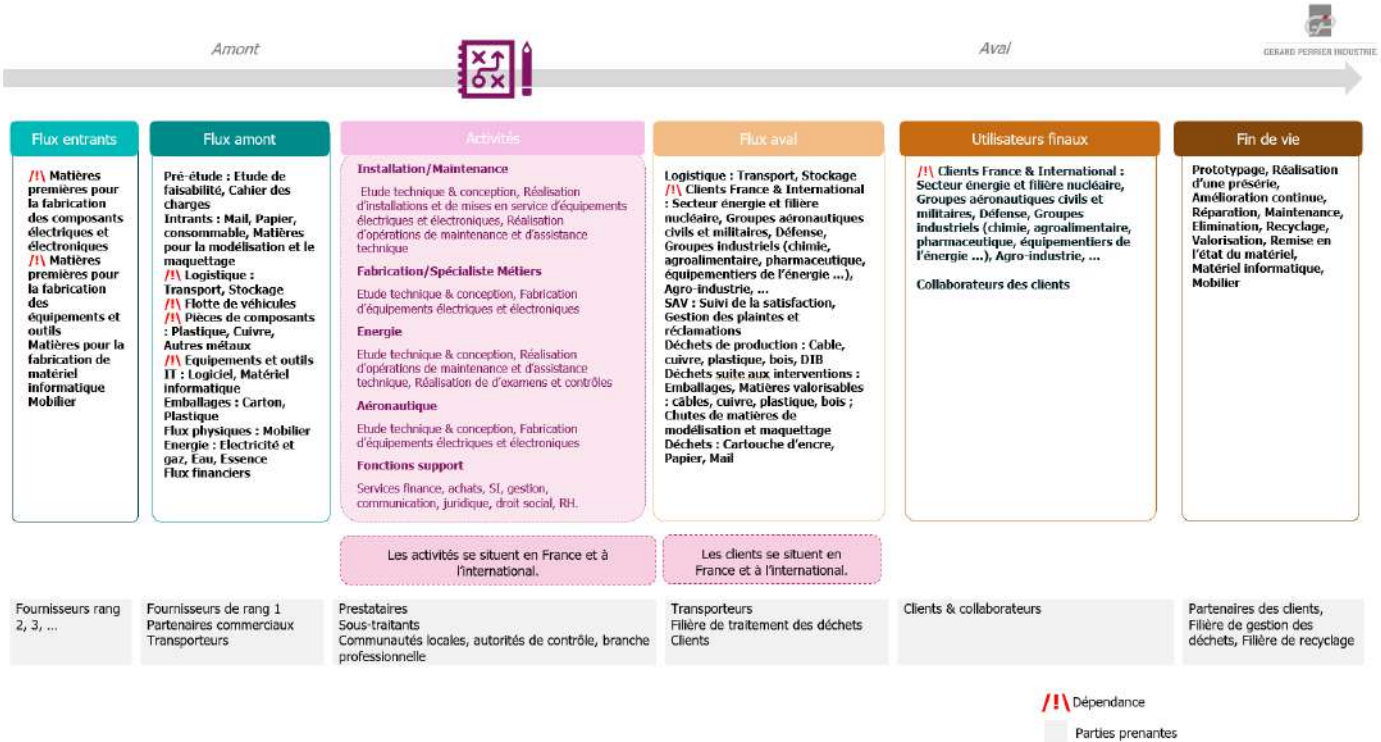 Amont
Aval
GERARD PERRIER INDUSTRIE
Flux entrants
/!\ Matières
premières pour
la fabrication
des composants
électriques et
électroniques
/!\ Matières
premières pour
la fabrication
des
équipements et
outils
Matières pour la
fabrication de
matériel
informatique
Mobilier
Flux amont
Pré-étude : Etude de
faisabilité, Cahier des
charges
Intrants : Mail, Papier,
consommable, Matières
pour la modélisation et le
maquettage
/!\ Logistique :
Transport, Stockage
/!\ Flotte de véhicules
/!\ Pièces de composants
: Plastique, Cuivre,
Autres métaux
/!\ Equipements et outils
IT : Logiciel, Matériel
informatique
Emballages : Carton,
Plastique
Flux physiques : Mobilier
Energie : Electricité et
gaz, Eau, Essence
Flux financiers
Activités
Installation/Maintenance
Etude technique & conception, Réalisation
d'installations et de mises en service d'équipements
électriques et électroniques, Réalisation
d'opérations de maintenance et d'assistance
technique
Fabrication/Spécialiste Métiers
Etude technique & conception, Fabrication
d'équipements électriques et électroniques
Energie
Etude technique & conception, Réalisation
d'opérations de maintenance et d'assistance
technique, Réalisation de d'examens et contrôles
Aéronautique
Etude technique & conception, Fabrication
d'équipements électriques et électroniques
Fonctions support
Services finance, achats, SI, gestion,
communication, juridique, droit social, RH.
Flux aval
Logistique : Transport, Stockage
/!\ Clients France & International
: Secteur énergie et filière
nucléaire, Groupes aéronautiques
civils et militaires, Défense,
Groupes industriels (chimie,
agroalimentaire, pharmaceutique,
équipementiers de l'énergie ...),
Agro-industrie, ...
SAV : Suivi de la satisfaction,
Gestion des plaintes et
réclamations
Déchets de production : Cable,
cuivre, plastique, bois, DIB
Déchets suite aux interventions :
Emballages, Matières valorisables
: câbles, cuivre, plastique, bois ;
Chutes de matières de
modélisation et maquettage
Déchets : Cartouche d'encre,
Papier, Mail
Utilisateurs finaux
/!\ Clients France & International :
Secteur énergie et filière nucléaire,
Groupes aéronautiques civils et
militaires, Défense, Groupes
industriels (chimie, agroalimentaire,
pharmaceutique, équipementiers de
l'énergie ...), Agro-industrie, ...
Collaborateurs des clients
Fin de vie
Prototypage, Réalisation
d'une présérie,
Amélioration continue,
Réparation, Maintenance,
Elimination, Recyclage,
Valorisation, Remise en
l'état du matériel,
Matériel informatique,
Mobilier
Les activités se situent en France et à
l'international.
Les clients se situent en
France et à l'international.
Fournisseurs rang
2, 3, ...
Fournisseurs de rang 1
Partenaires commerciaux
Transporteurs
Prestataires
Sous-traitants
Communautés locales, autorités de contrôle, branche
professionnelle
Transporteurs
Filière de traitement des déchets
Clients
Clients & collaborateurs
Partenaires des clients,
Filière de gestion des
déchets, Filière de recyclage
/!\ Dépendance
Parties prenantes